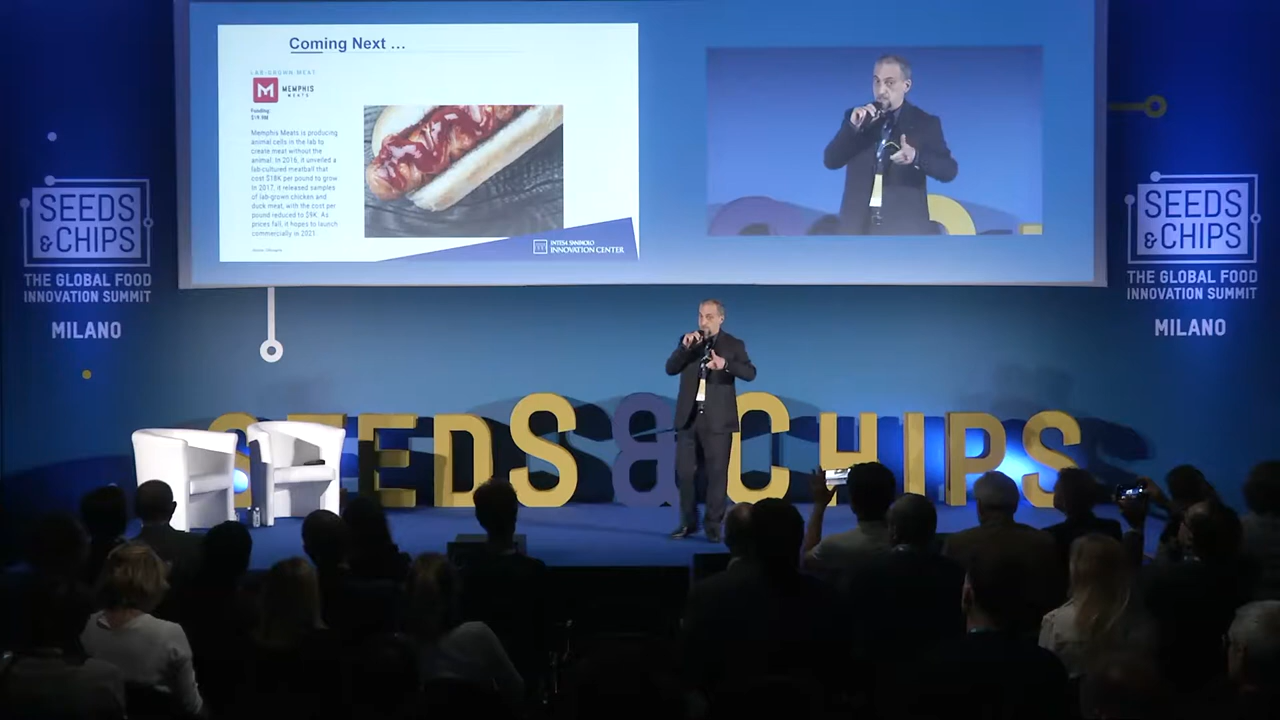 Coming Next ...
LAB-GROWN MEAT
M MEMPHIS
MEATS
Funding:
Memphis Meats is producing
animal cells in the lab to
create meat without the
animal. In 2016, it unveiled a
lab-cultured meatball that
cost $18K per pound to grow
In 2017, it released samples
of lab-grown chicken and
duck meat, with the cost per
pound reduced to $9K. As
prices fall, it hopes to launch
commercially in 2021
INTESA SANPAOLO
INNOVATION CENTER
SEEDS
&CHIPS
THE GLOBAL FOOD
INNOVATION SUMMIT
MILANO
SEEDS
&CHIPS
THE GLOBAL FOOD
INNOVATION SUMMIT
MILANO
SEEDS & CHIPS